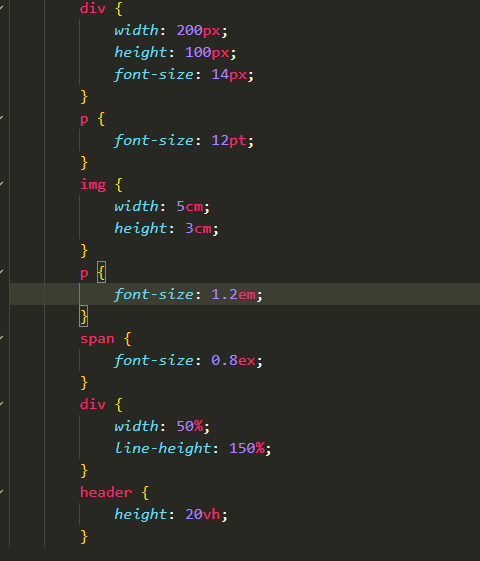 div {
width: 200px;
height: 100px;
font-size: 14px;
}
p {
font-size: 12pt;
}
img {
width: 5cm;
height: 3cm;
}
p {
font-size: 1.2em;
}
span {
font-size: 0.8ex;
}
div {
width: 50%;
line-height: 150%;
}
header {
height: 20vh;
}